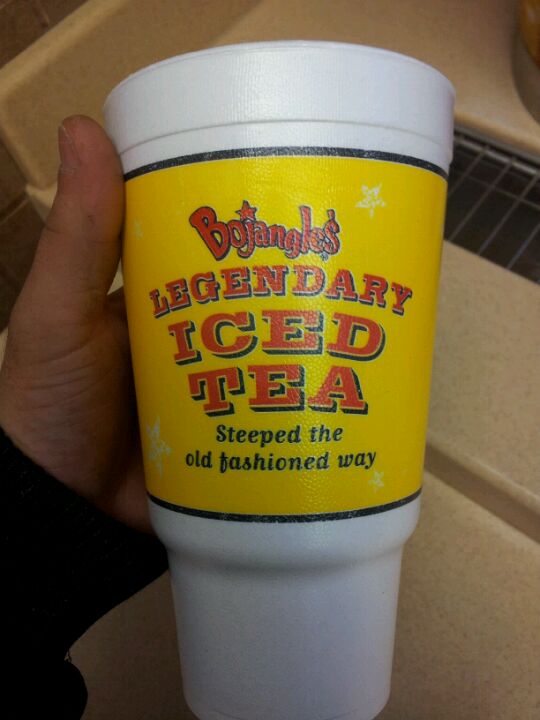 Bojangles'
LEGENDARY
ICED
TEA
Steeped the
old fashioned way